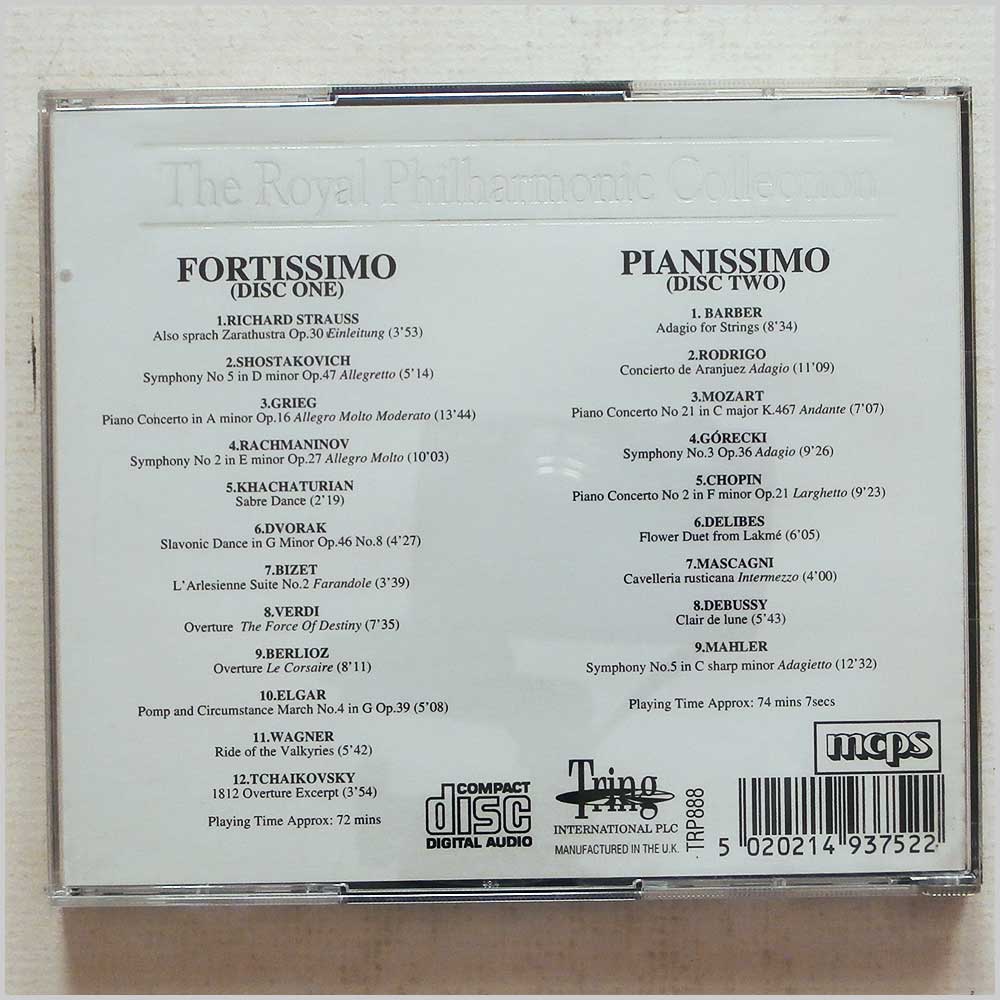 The Royal Philharmonic Collection
FORTISSIMO
(DISC ONE)
1.RICHARD STRAUSS
Also sprach Zarathustra Op.30 Einleitung (3'53)
2.SHOSTAKOVICH
Symphony No 5 in D minor Op.47 Allegretto (5'14)
3.GRIEG
Piano Concerto in A minor Op.16 Allegro Molto Moderato (13'44)
4.RACHMANINOV
Symphony No 2 in E minor Op.27 Allegro Molto (10'03)
5.KHACHATURIAN
Sabre Dance (2'19)
6.DVORAK
Slavonic Dance in G Minor Op.46 No.8 (4'27)
7.BIZET
L'Arlesienne Suite No.2 Farandole (3'39)
8.VERDI
Overture The Force Of Destiny (7'35)
9.BERLIOZ
Overture Le Corsaire (8'11)
10.ELGAR
Pomp and Circumstance March No.4 in G Op.39 (5'08)
11.WAGNER
Ride of the Valkyries (5'42)
12.TCHAIKOVSKY
1812 Overture Excerpt (3'54)
Playing Time Approx: 72 mins
PIANISSIMO
(DISC TWO)
1. BARBER
Adagio for Strings (8'34)
2.RODRIGO
Concierto de Aranjuez Adagio (11'09)
3.MOZART
Piano Concerto No 21 in C major K.467 Andante (7'07)
4.GÓRECKI
Symphony No.3 Op.36 Adagio (9'26)
5.CHOPIN
Piano Concerto No 2 in F minor Op.21 Larghetto (9'23)
6.DELIBES
Flower Duet from Lakmé (6'05)
7.MASCAGNI
Cavelleria rusticana Intermezzo (4'00)
8.DEBUSSY
Clair de lune (5'43)
9.MAHLER
Symphony No.5 in C sharp minor Adagietto (12'32)
Playing Time Approx: 74 mins 7secs
mcps
COMPACT
disc
DIGITAL AUDIO
Tring
INTERNATIONAL PLC
MANUFACTURED IN THE U.K.
TRP888
5 020214 937522